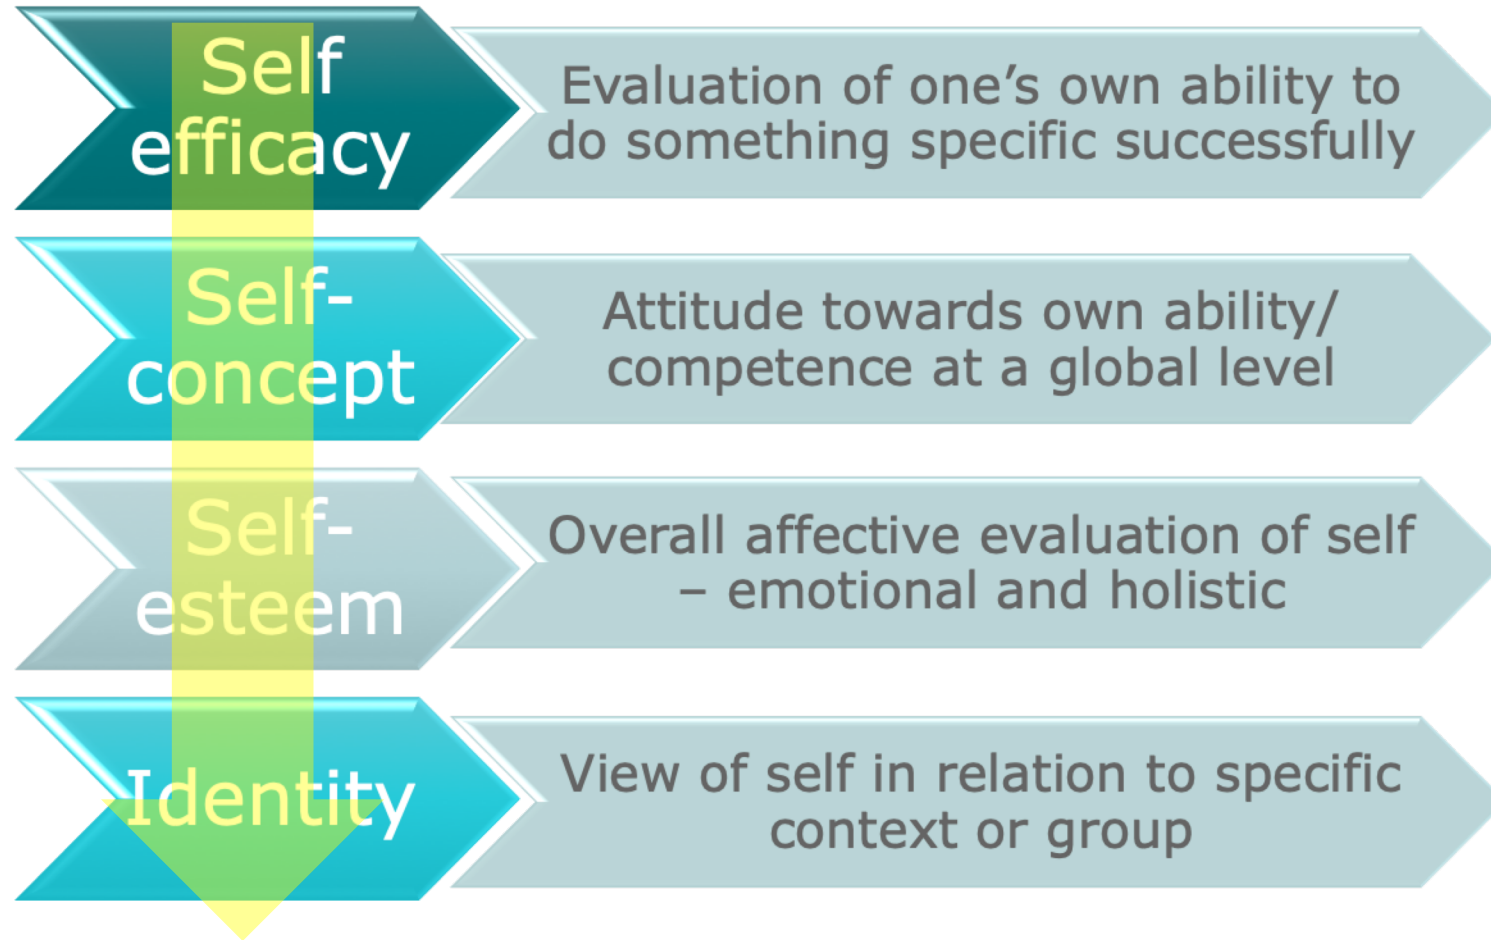 Self
efficacy
Evaluation of one’s own ability to
do something specific successfully
Self-
concept
Attitude towards own ability/
competence at a global level
Self-
esteem
Overall affective evaluation of self
– emotional and holistic
Identity
View of self in relation to specific
context or group